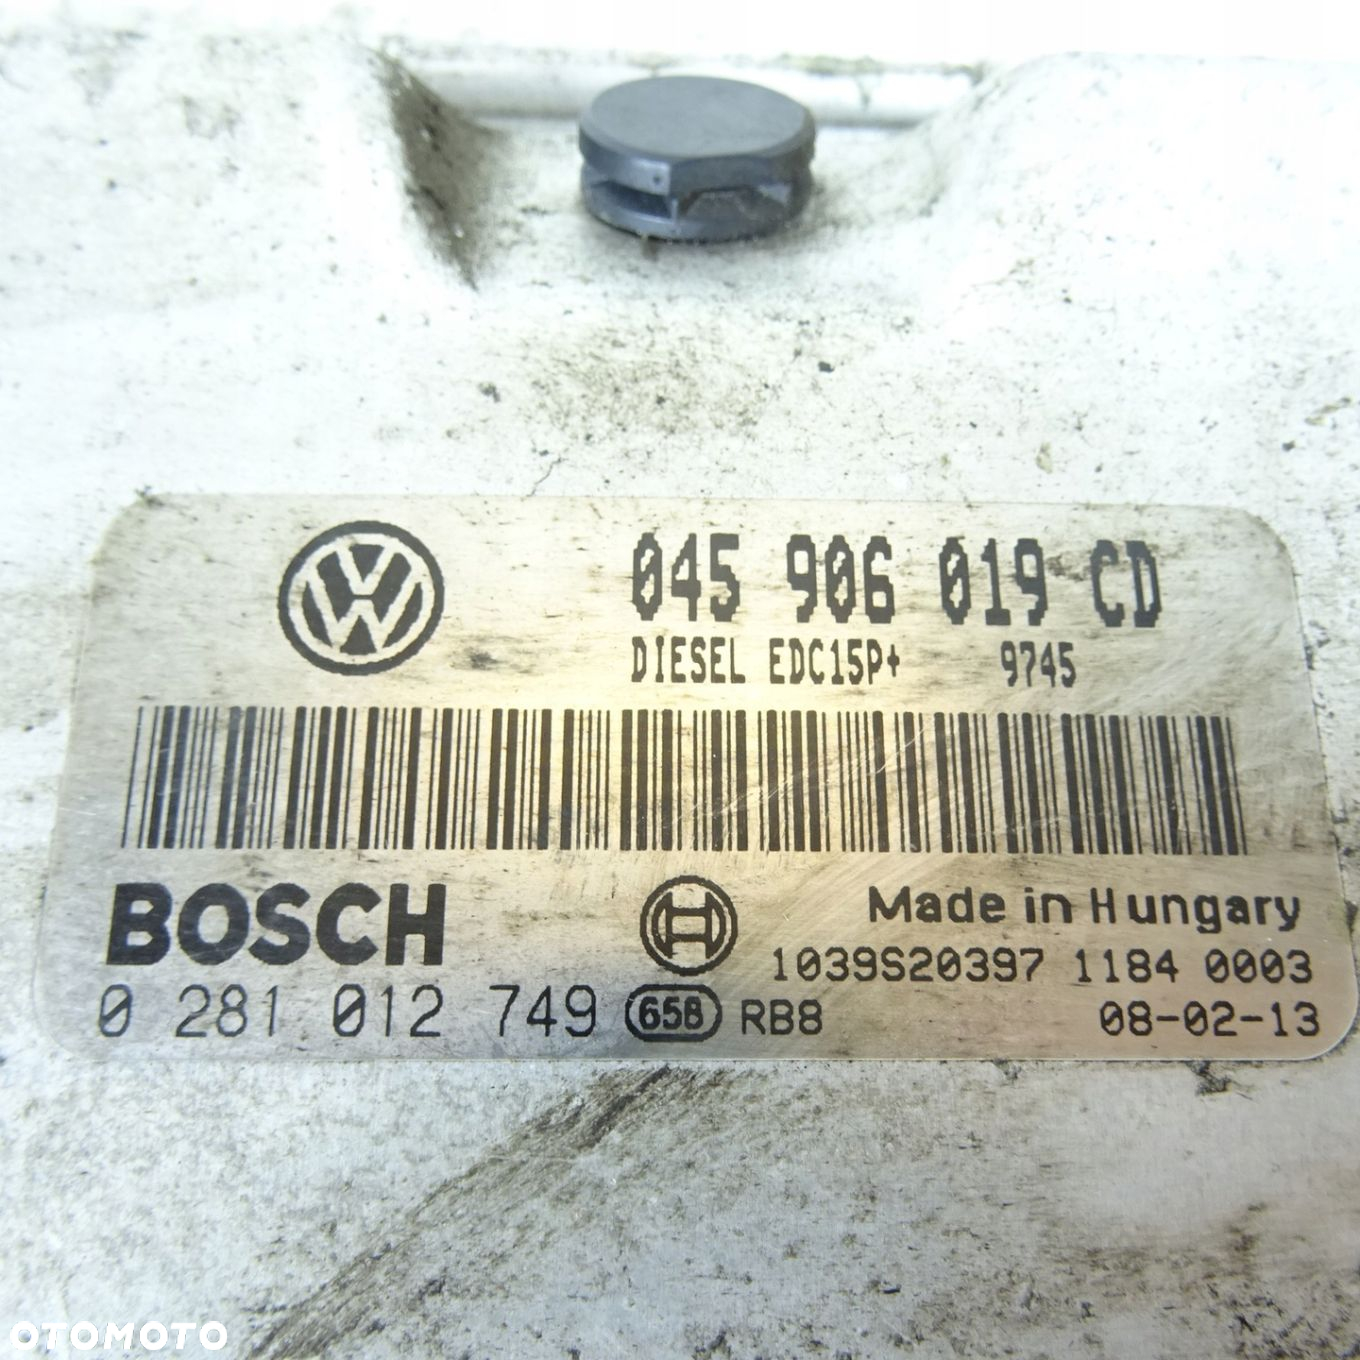 045 906 019 CD
DIESEL EDC15P+ 9745
BOSCH
Made in Hungary
1039S20397 1184 0003
0 281 012 749 658 RB8 08-02-13
OTOMOTO